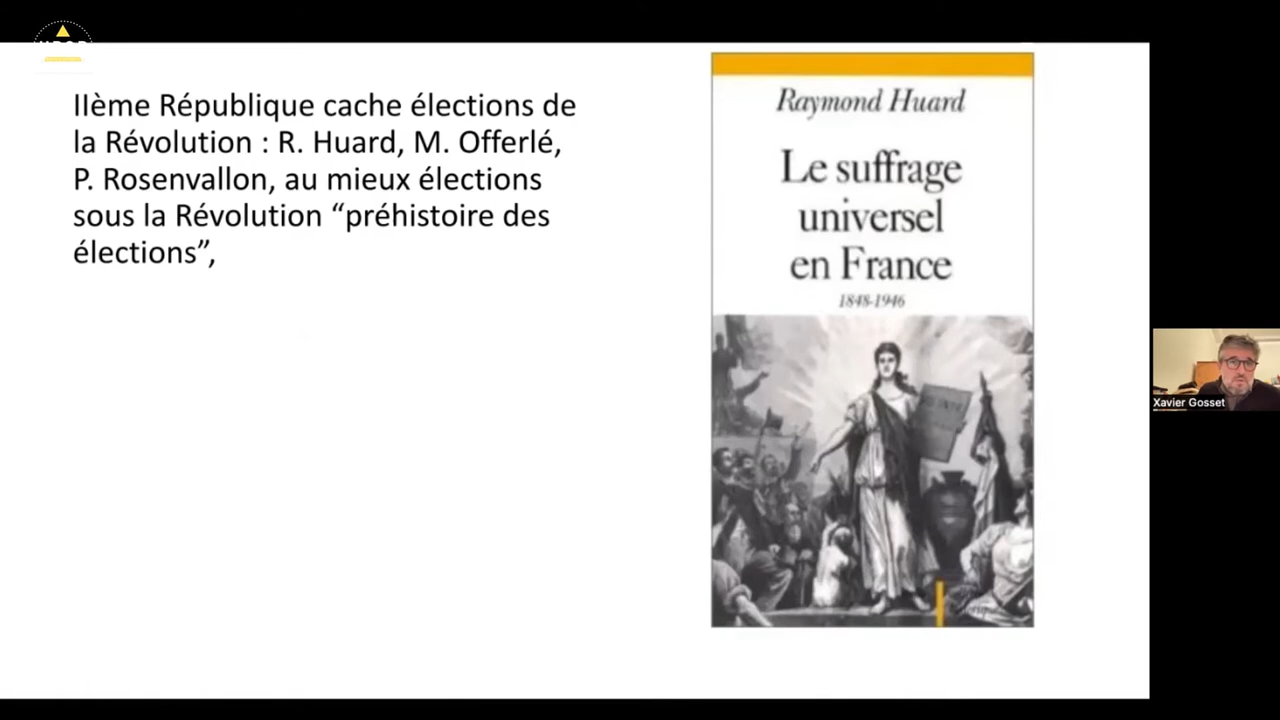 IIème République cache élections de
la Révolution : R. Huard, M. Offerlé,
P. Rosenvallon, au mieux élections
sous la Révolution “préhistoire des
élections”,
Raymond Huard
Le suffrage
universel
en France
1848-1946
Xavier Gosset